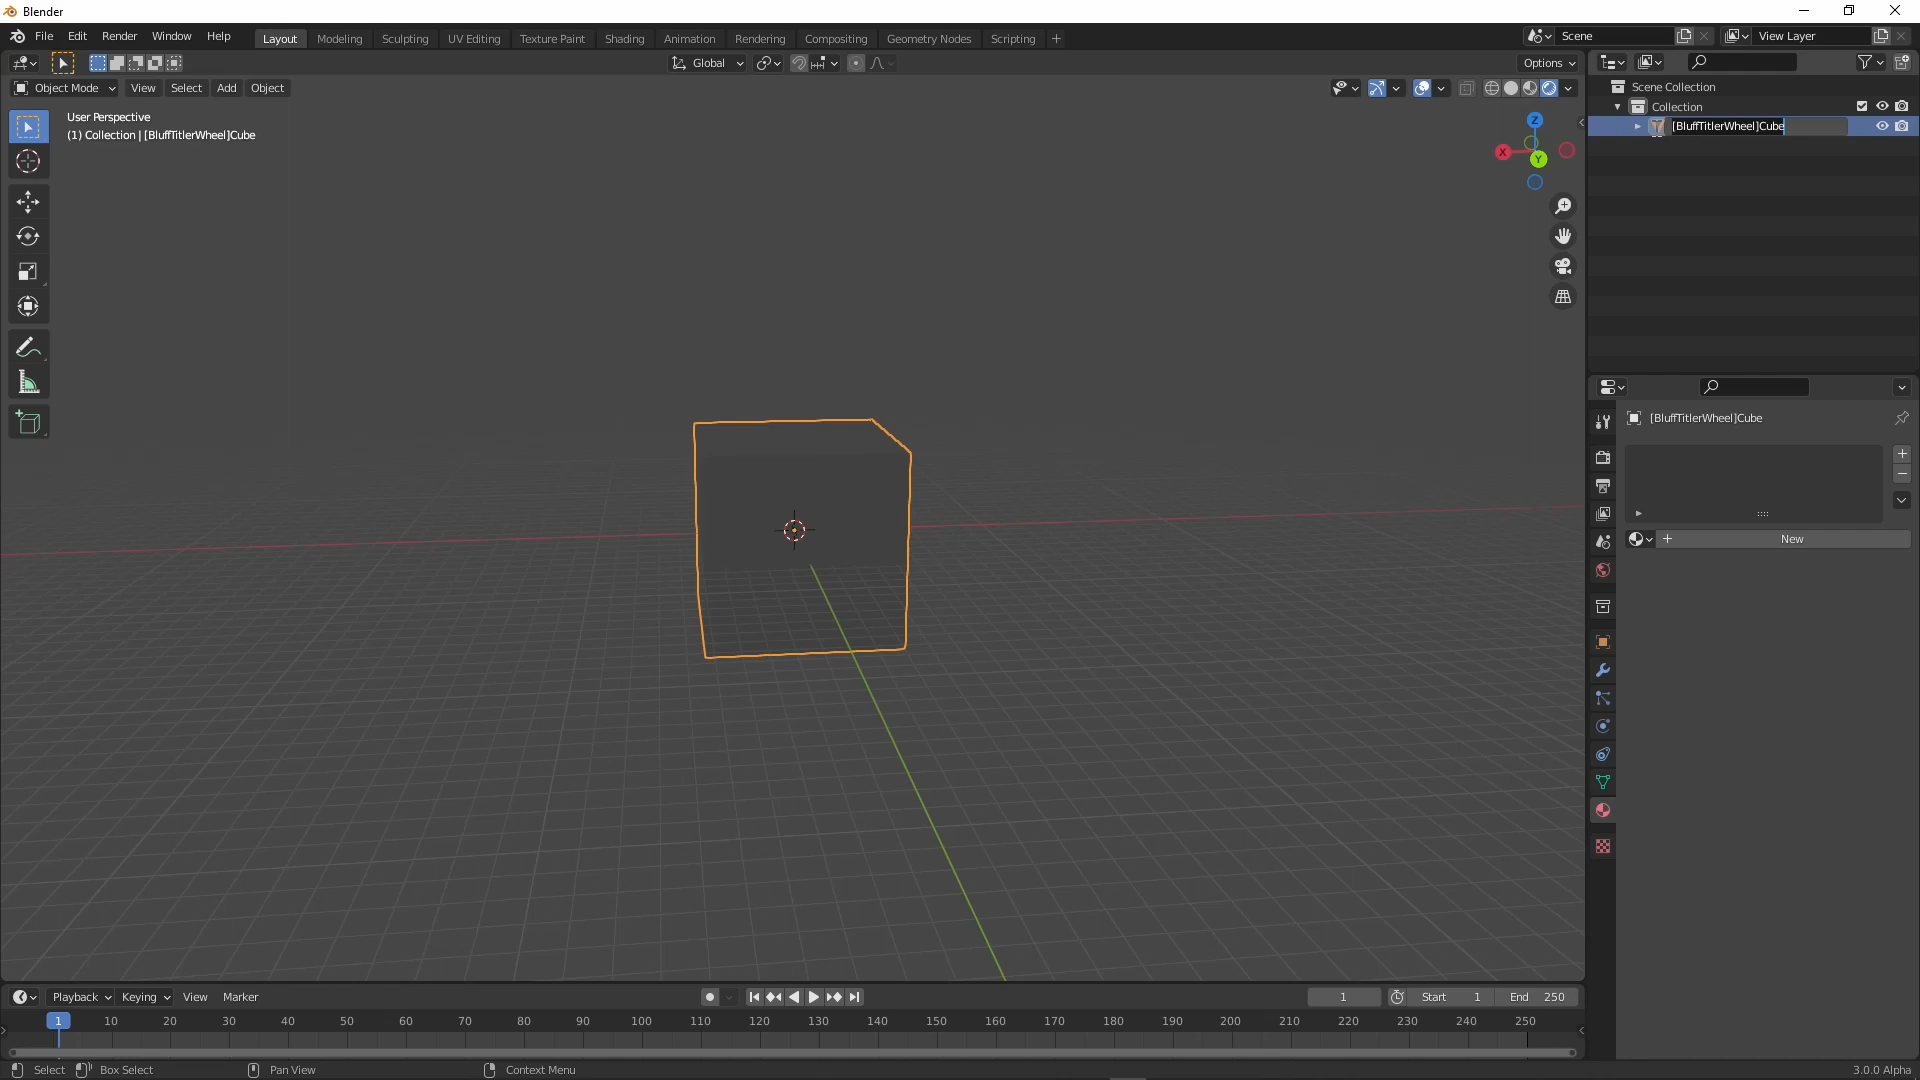 Blender
File Edit Render Window Help
Layout Modeling Sculpting UV Editing Texture Paint Shading Animation Rendering Compositing Geometry Nodes Scripting +
Scene
View Layer
Global
Options
Object Mode View Select Add Object
User Perspective
(1) Collection | [BluffTitlerWheel]Cube
Z
X
Y
Scene Collection
Collection
[BluffTitlerWheel]Cube
[BluffTitlerWheel]Cube
New
Playback Keying View Marker
1
Start 1
End 250
1 10 20 30 40 50 60 70 80 90 100 110 120 130 140 150 160 170 180 190 200 210 220 230 240 250
Select Box Select Pan View Context Menu
3.0.0 Alpha